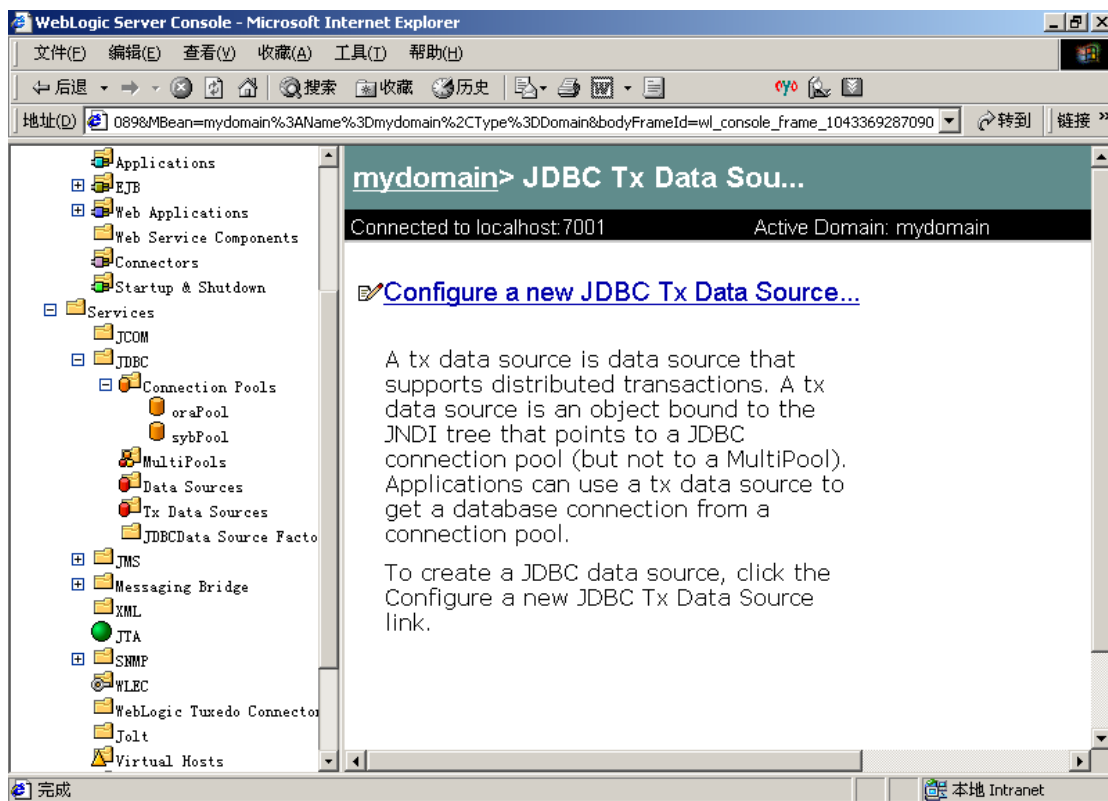 WebLogic Server Console - Microsoft Internet Explorer
文件(F) 编辑(E) 查看(V) 收藏(A) 工具(T) 帮助(H)
后退 搜索 收藏 历史
地址(D) 089&MBean=mydomain%3AName%3Dmydomain%2CType%3DDomain&bodyFrameId=wl_console_frame_1043369287090 转到 链接 »
Applications
EJB
Web Applications
Web Service Components
Connectors
Startup & Shutdown
Services
JCOM
JDBC
Connection Pools
oraPool
sybPool
MultiPools
Data Sources
Tx Data Sources
JDBCData Source Facto
JMS
Messaging Bridge
XML
JTA
SNMP
WLEC
WebLogic Tuxedo Connector
Jolt
Virtual Hosts
mydomain> JDBC Tx Data Sou...
Connected to localhost:7001 Active Domain: mydomain
Configure a new JDBC Tx Data Source...
A tx data source is data source that
supports distributed transactions. A tx
data source is an object bound to the
JNDI tree that points to a JDBC
connection pool (but not to a MultiPool).
Applications can use a tx data source to
get a database connection from a
connection pool.
To create a JDBC data source, click the
Configure a new JDBC Tx Data Source
link.
完成 本地 Intranet